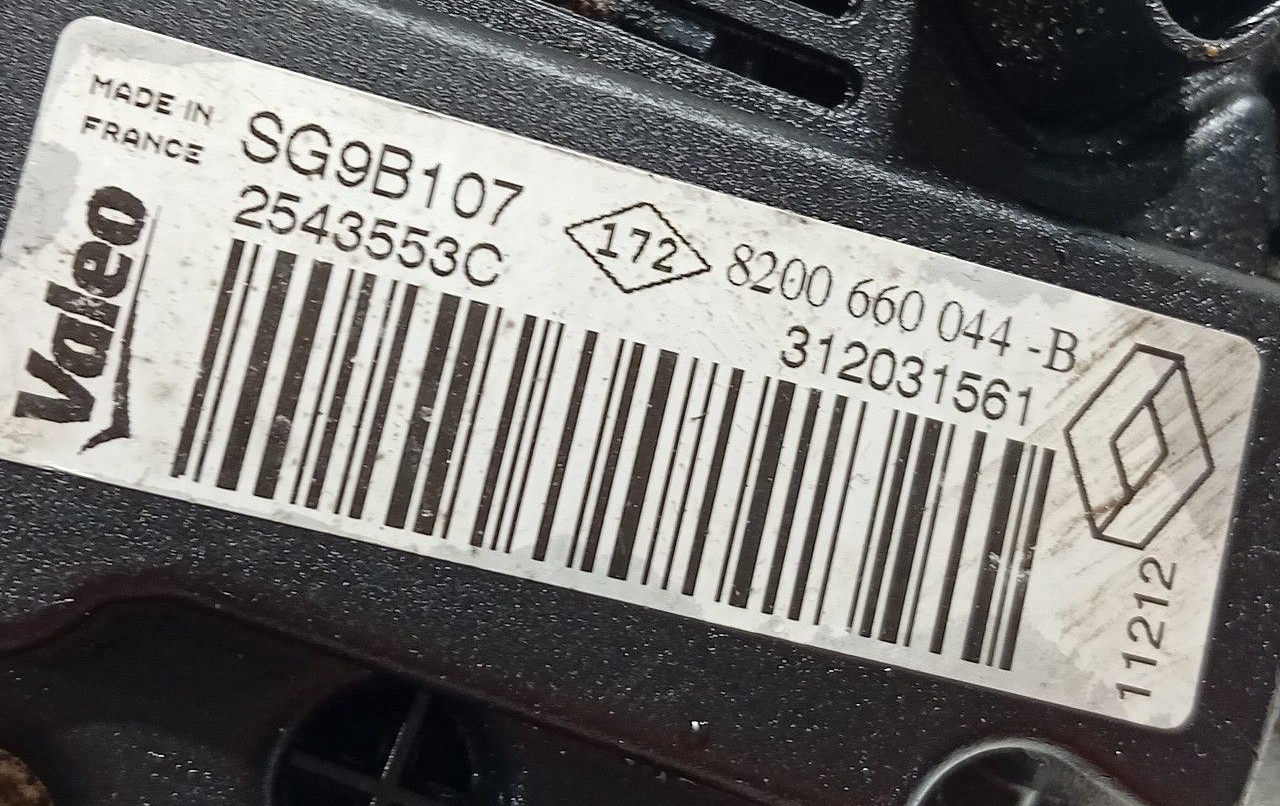 MADE IN
FRANCE
Valeo
SG9B107
2543553C
172
8200 660 044 -B
312031561
11212